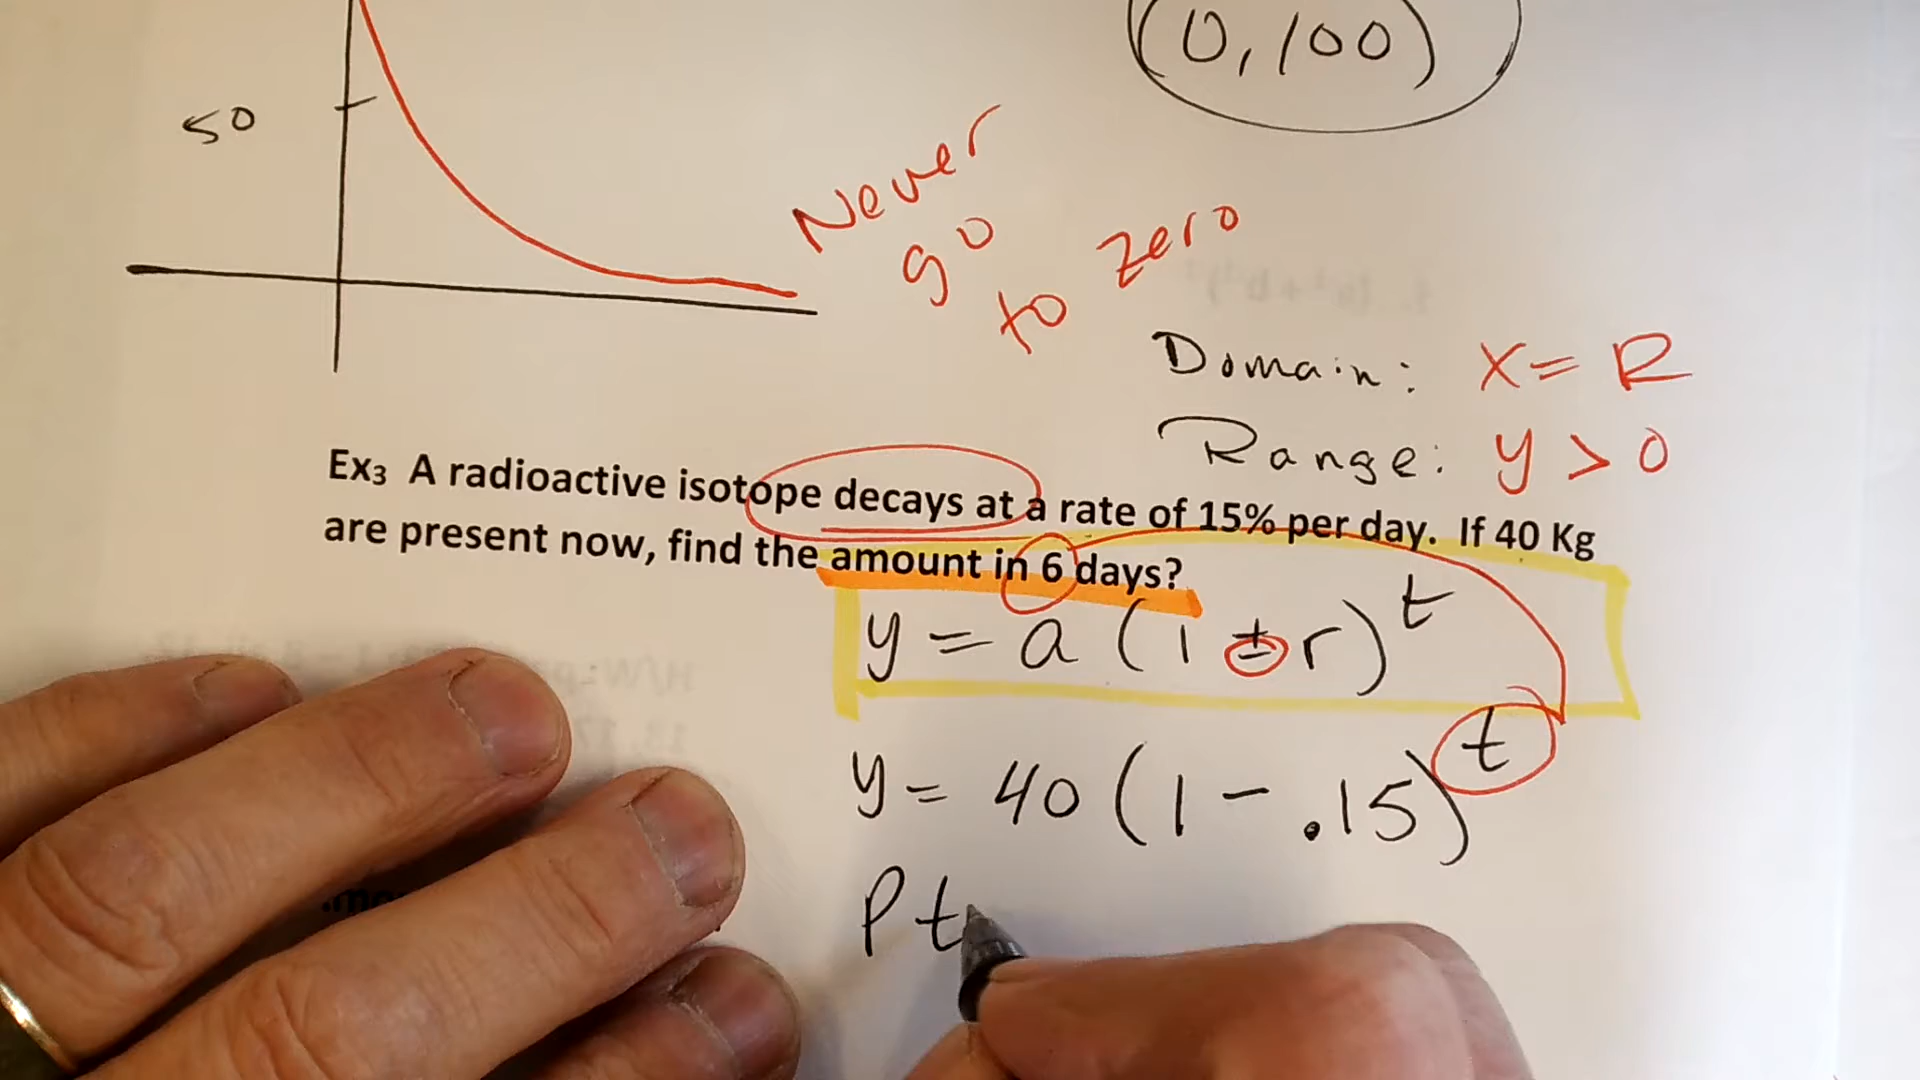 (0,100)
50
Never
go
to zero
Domain: x = R
Range: y > 0
Ex3 A radioactive isotope decays at a rate of 15% per day. If 40 Kg
are present now, find the amount in 6 days?
y = a (1 ± r)^t
y = 40 (1 - .15)^t
Pt